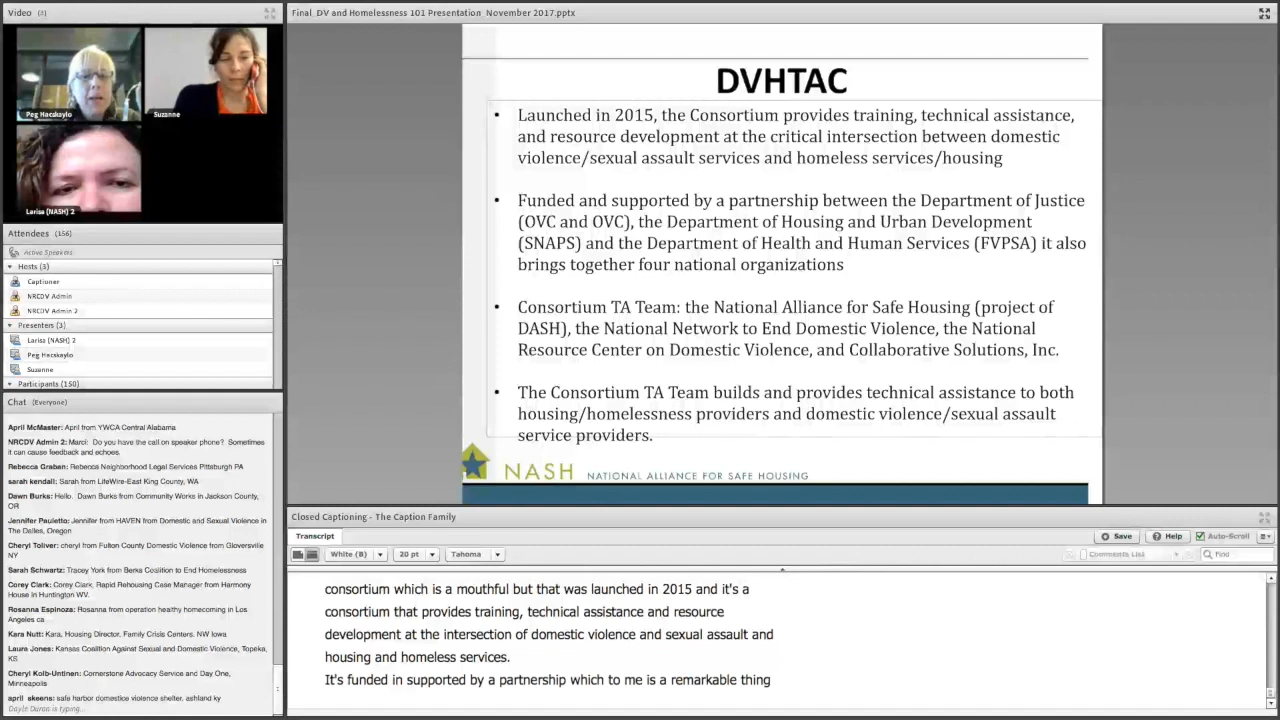 Video (3)
Peg Hacskaylo
Suzanne
Larisa (NASH) 2
Attendees (156)
Active Speakers
Hosts (3)
Captioner
NRCDV Admin
NRCDV Admin 2
Presenters (3)
Larisa (NASH) 2
Peg Hacskaylo
Suzanne
Participants (150)
Chat (Everyone)
April McMaster: April from YWCA Central Alabama
NRCDV Admin 2: Marci: Do you have the call on speaker phone? Sometimes
it can cause feedback and echoes.
Rebecca Graban: Rebecca Neighborhood Legal Services Pittsburgh PA
sarah kendall: Sarah from LifeWire-East King County, WA
Dawn Burks: Hello. Dawn Burks from Community Works in Jackson County,
OR
Jennifer Pauletto: Jennifer from HAVEN from Domestic and Sexual Violence in
The Dalles, Oregon
Cheryl Toliver: cheryl from Fulton County Domestic Violence from Gloversville
NY
Sarah Schwartz: Tracey York from Berks Coalition to End Homelessness
Corey Clark: Corey Clark, Rapid Rehousing Case Manager from Harmony
House in Huntington WV.
Rosanna Espinoza: Rosanna from operation healthy homecoming in Los
Angeles ca
Kara Nutt: Kara, Housing Director. Family Crisis Centers. NW Iowa
Laura Jones: Kansas Coalition Against Sexual and Domestic Violence, Topeka,
KS
Cheryl Kolb-Untinen: Cornerstone Advocacy Service and Day One,
Minneapolis
april akeens: safe harbor domestice violence shelter, ashland ky
Dayle Duran is typing...
Final_DV and Homelessness 101 Presentation_November 2017.pptx
DVHTAC
• Launched in 2015, the Consortium provides training, technical assistance,
and resource development at the critical intersection between domestic
violence/sexual assault services and homeless services/housing
• Funded and supported by a partnership between the Department of Justice
(OVC and OVC), the Department of Housing and Urban Development
(SNAPS) and the Department of Health and Human Services (FVPSA) it also
brings together four national organizations
• Consortium TA Team: the National Alliance for Safe Housing (project of
DASH), the National Network to End Domestic Violence, the National
Resource Center on Domestic Violence, and Collaborative Solutions, Inc.
• The Consortium TA Team builds and provides technical assistance to both
housing/homelessness providers and domestic violence/sexual assault
service providers.
NASH NATIONAL ALLIANCE FOR SAFE HOUSING
Closed Captioning - The Caption Family
Transcript
Save
Help
Auto-Scroll
White (B)
20 pt
Tahoma
Comments List
Find
consortium which is a mouthful but that was launched in 2015 and it's a
consortium that provides training, technical assistance and resource
development at the intersection of domestic violence and sexual assault and
housing and homeless services.
It's funded in supported by a partnership which to me is a remarkable thing